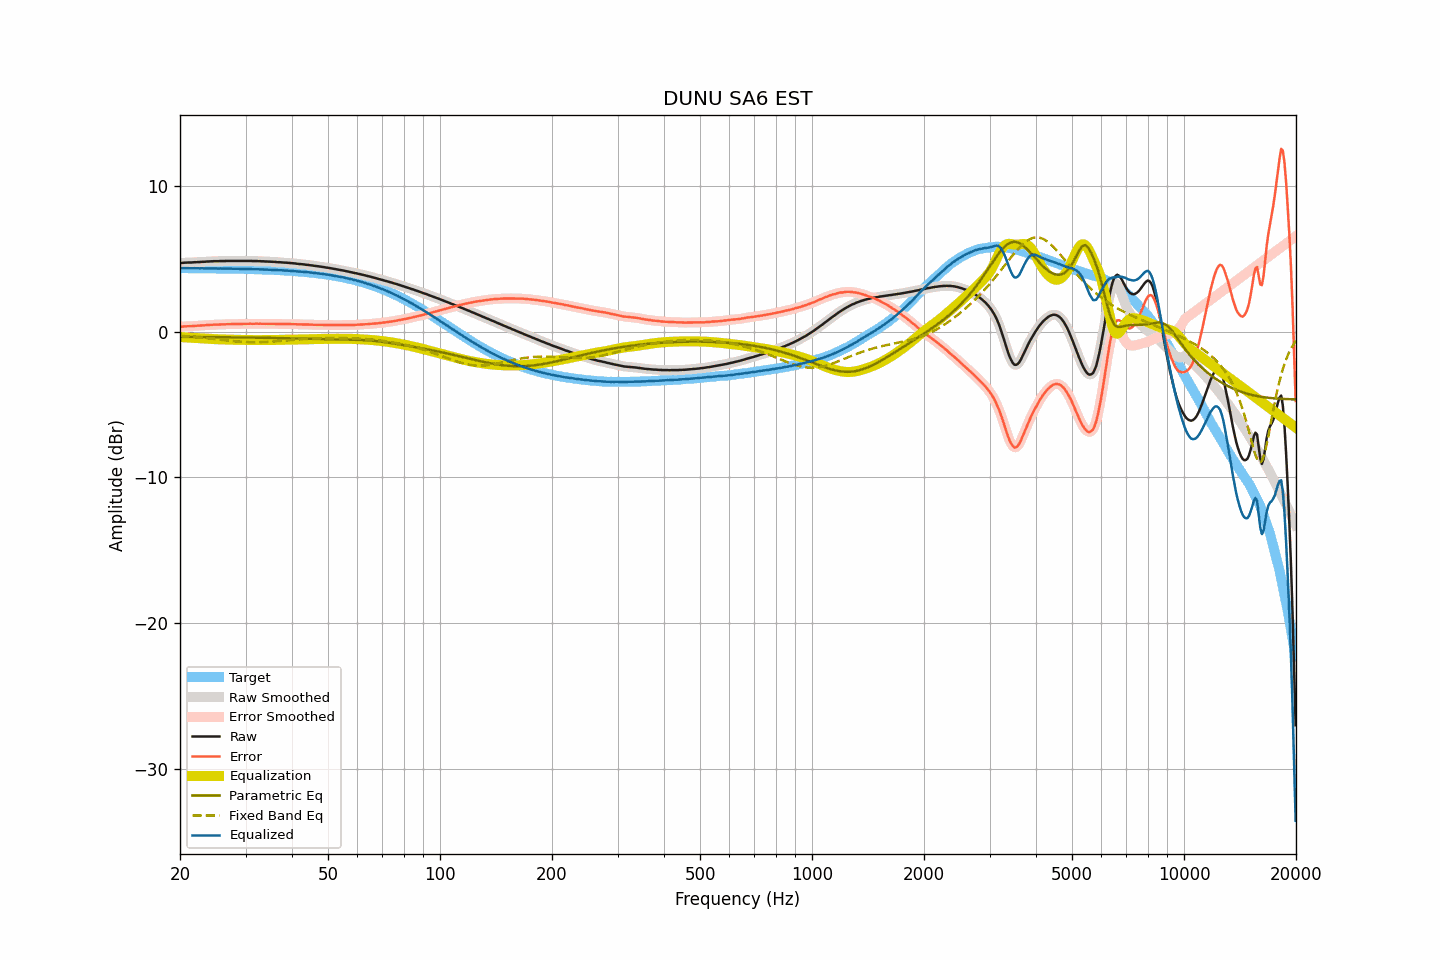 DUNU SA6 EST
Amplitude (dBr)
10
0
−10
−20
−30
Target
Raw Smoothed
Error Smoothed
Raw
Error
Equalization
Parametric Eq
Fixed Band Eq
Equalized
20 50 100 200 500 1000 2000 5000 10000 20000
Frequency (Hz)